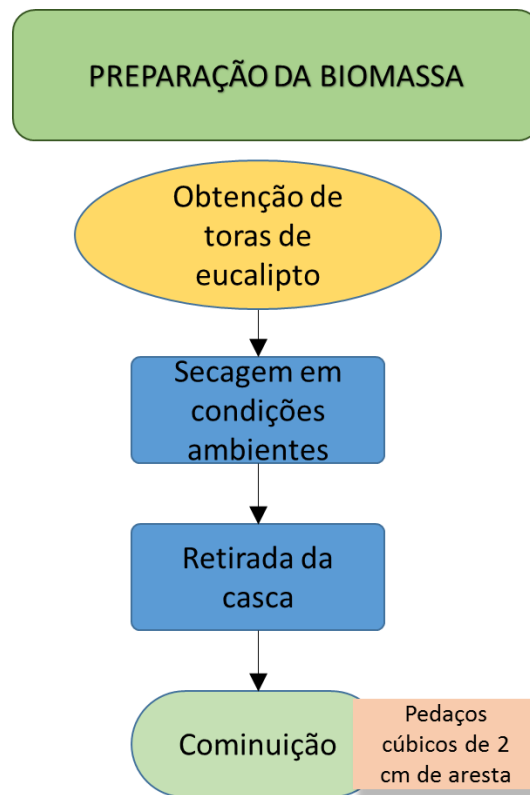 PREPARAÇÃO DA BIOMASSA
Obtenção de
toras de
eucalipto
Secagem em
condições
ambientes
Retirada da
casca
Cominuição
Pedaços
cúbicos de 2
cm de aresta